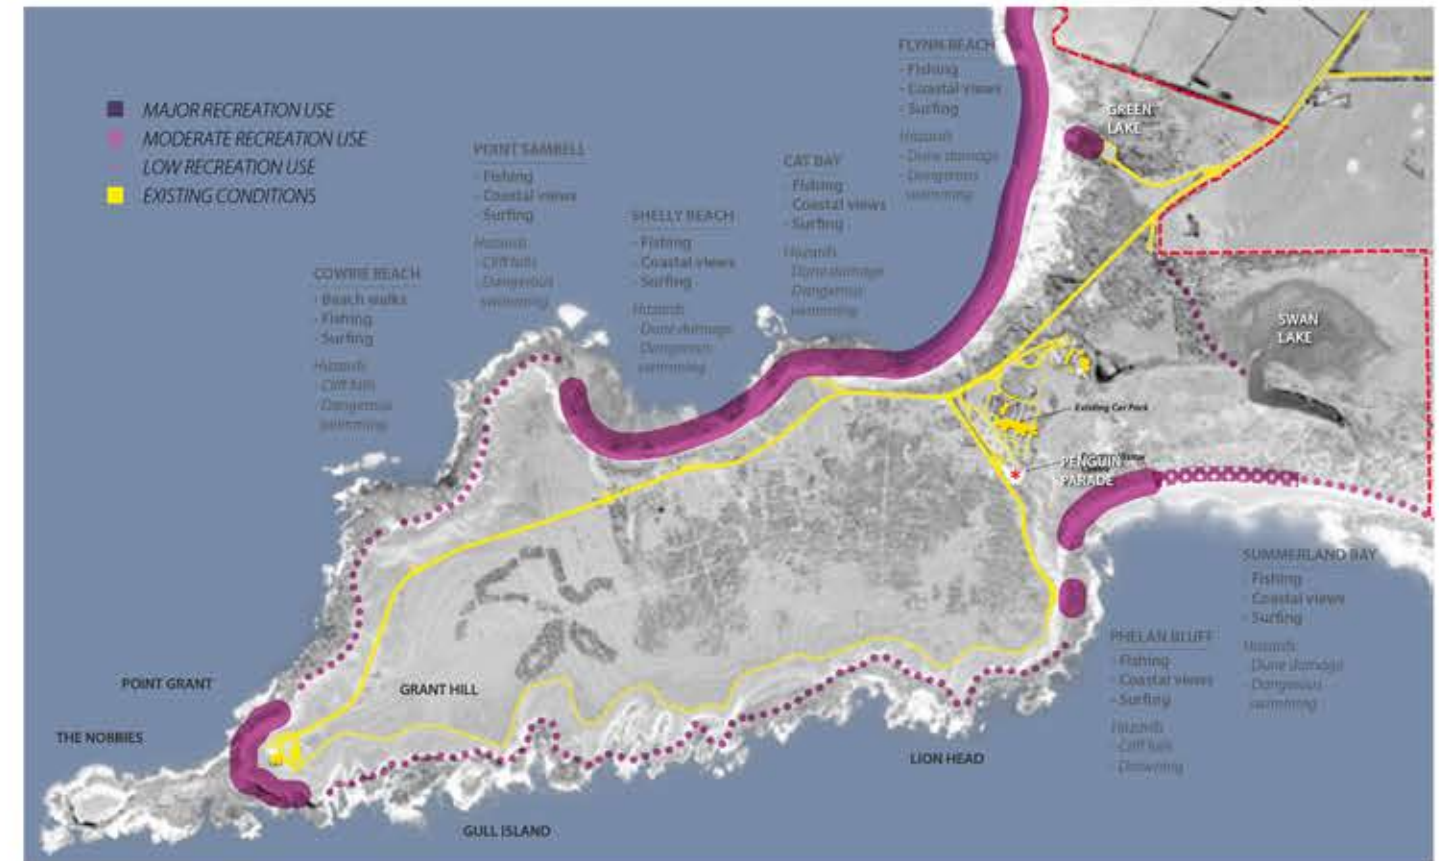 MAJOR RECREATION USE
MODERATE RECREATION USE
LOW RECREATION USE
EXISTING CONDITIONS
COWRIE BEACH
- Beach walks
- Fishing
- Surfing
Hazards
- Cliff falls
- Dangerous
swimming
POINT SAMBELL
- Fishing
- Coastal views
- Surfing
Hazards
- Cliff falls
- Dangerous
swimming
SHELLY BEACH
- Fishing
- Coastal views
- Surfing
Hazards
- Dune damage
- Dangerous
swimming
CAT BAY
- Fishing
- Coastal views
- Surfing
Hazards
- Dune damage
- Dangerous
swimming
FLYNN BEACH
- Fishing
- Coastal views
- Surfing
Hazards
- Dune damage
- Dangerous
swimming
GREEN
LAKE
SWAN
LAKE
Existing Car Park
PENGUIN
PARADE
SUMMERLAND BAY
- Fishing
- Coastal views
- Surfing
Hazards
- Dune damage
- Dangerous
swimming
PHELAN BLUFF
- Fishing
- Coastal views
- Surfing
Hazards
- Cliff falls
- Drowning
POINT GRANT
GRANT HILL
THE NOBBIES
LION HEAD
GULL ISLAND